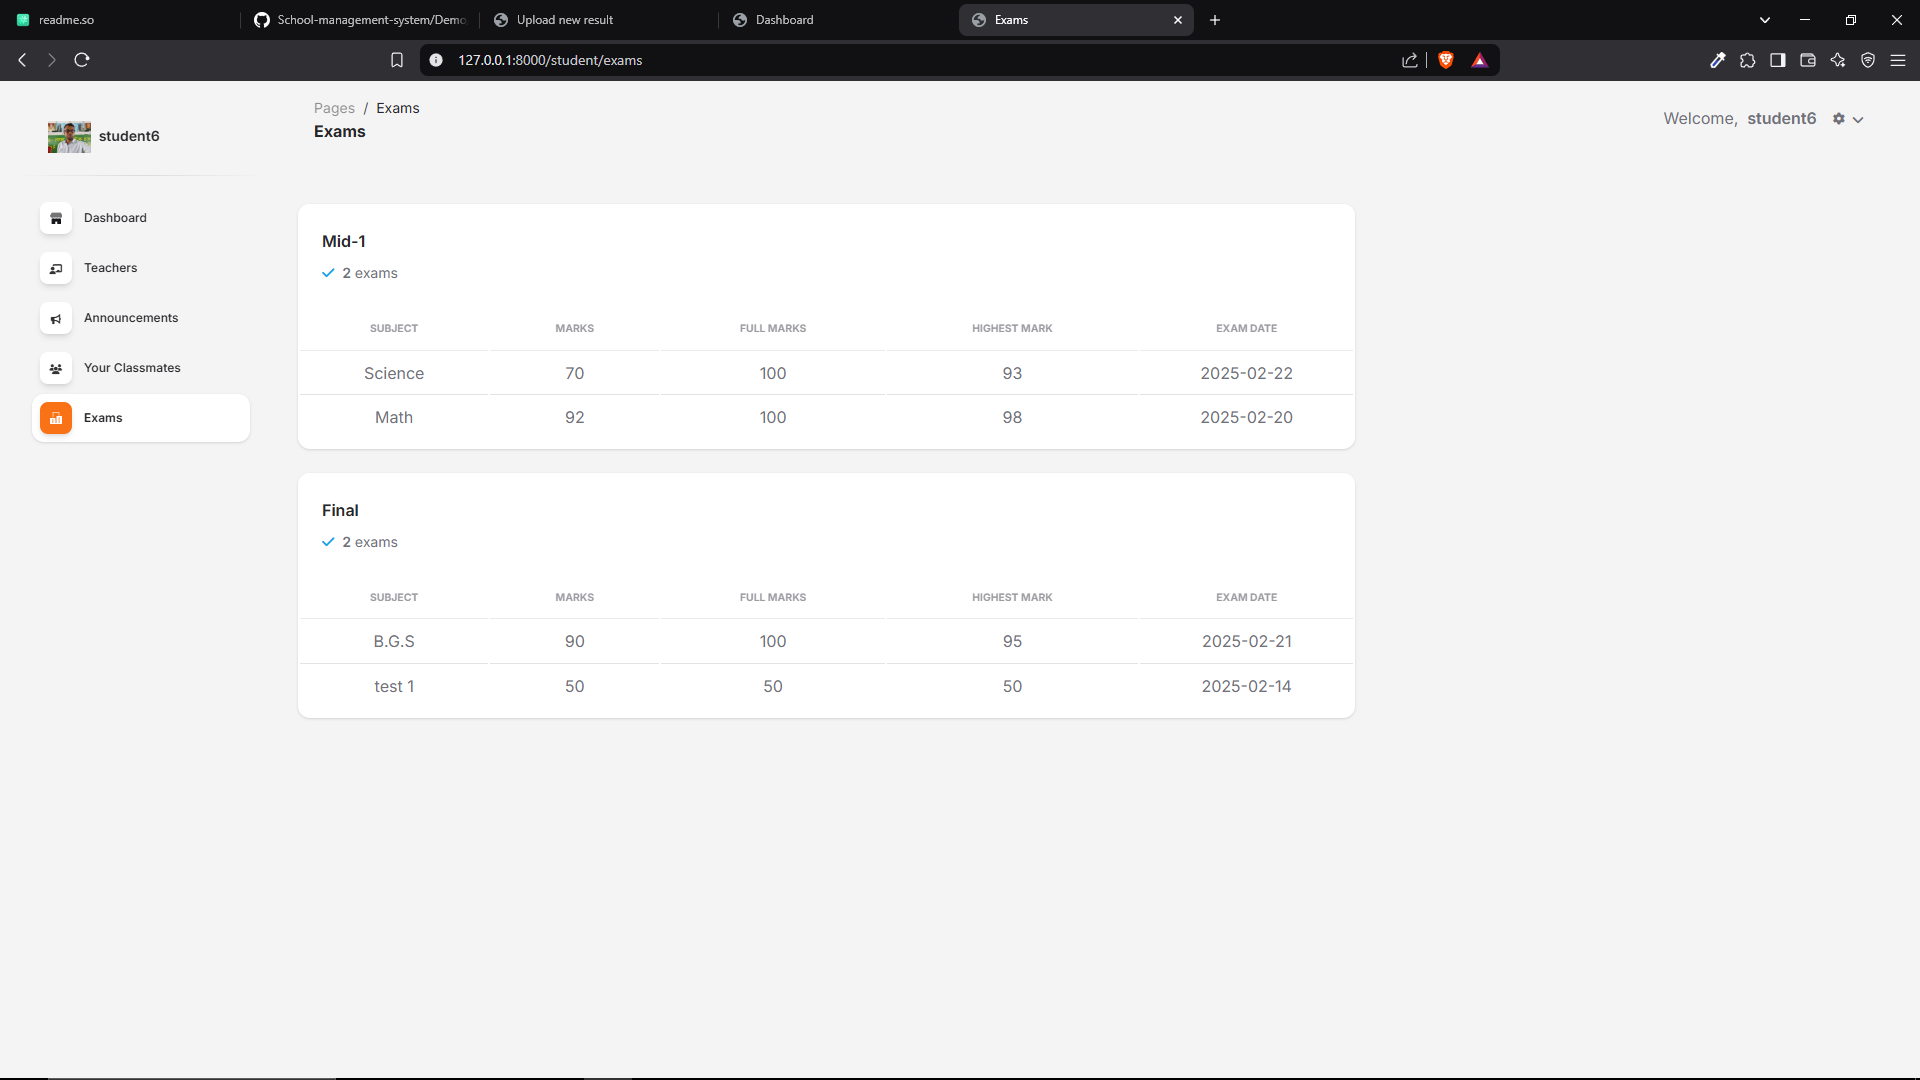 readme.so
School-management-system/Demo
Upload new result
Dashboard
Exams
127.0.0.1:8000/student/exams
student6
Pages / Exams
Exams
Welcome, student6
Dashboard
Teachers
Announcements
Your Classmates
Exams
Mid-1
2 exams
SUBJECT MARKS FULL MARKS HIGHEST MARK EXAM DATE
Science 70 100 93 2025-02-22
Math 92 100 98 2025-02-20
Final
2 exams
SUBJECT MARKS FULL MARKS HIGHEST MARK EXAM DATE
B.G.S 90 100 95 2025-02-21
test 1 50 50 50 2025-02-14